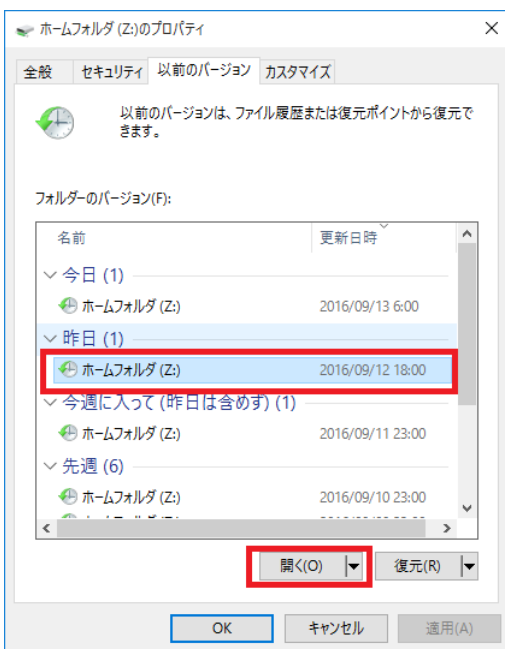 ホームフォルダ (Z:)のプロパティ
全般 セキュリティ 以前のバージョン カスタマイズ
以前のバージョンは、ファイル履歴または復元ポイントから復元で
きます。
フォルダーのバージョン(F):
名前 更新日時
今日 (1)
ホームフォルダ (Z:) 2016/09/13 6:00
昨日 (1)
ホームフォルダ (Z:) 2016/09/12 18:00
今週に入って (昨日は含めず) (1)
ホームフォルダ (Z:) 2016/09/11 23:00
先週 (6)
ホームフォルダ (Z:) 2016/09/10 23:00
開く(O) 復元(R)
OK キャンセル 適用(A)